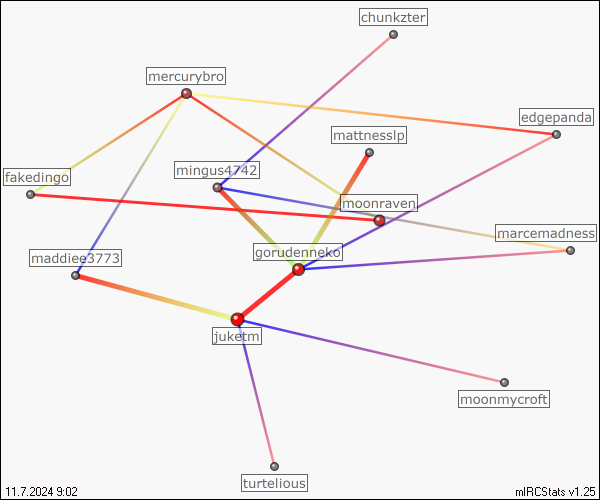 chunkzter
mercurybro
edgepanda
mattnesslp
mingus4742
fakedingo
moonraven
marcemadness
gorudenneko
maddiee3773
juketm
moonmycroft
turtelious
11.7.2024 9:02
mIRCStats v1.25